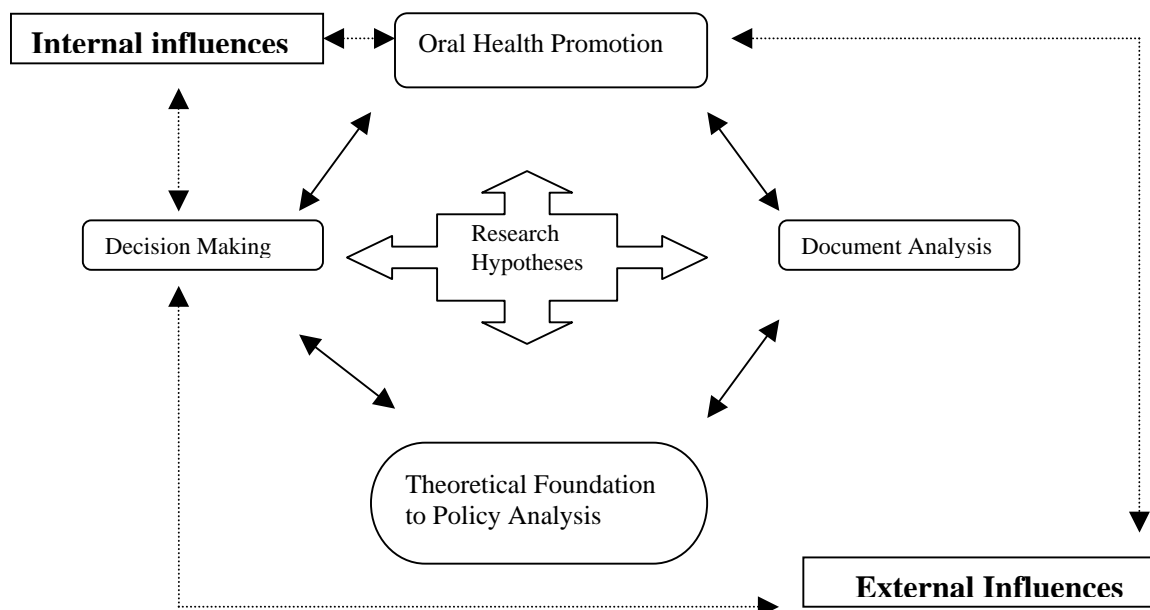 Internal influences
Oral Health Promotion
Decision Making
Research
Hypotheses
Document Analysis
Theoretical Foundation
to Policy Analysis
External Influences